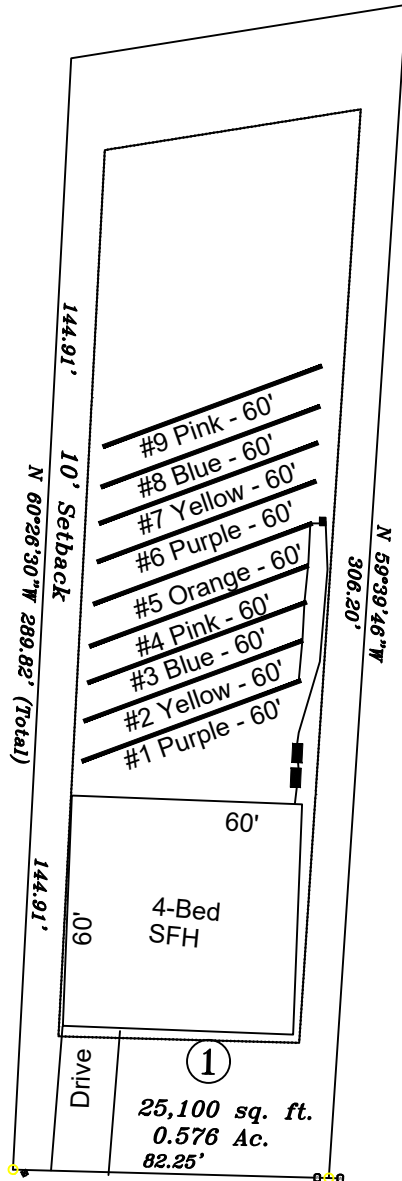 144.91'
10' Setback
N 60°26'30"W 289.82' (Total)
144.91'
N 59°39'46"W
306.20'
#9 Pink - 60'
#8 Blue - 60'
#7 Yellow - 60'
#6 Purple - 60'
#5 Orange - 60'
#4 Pink - 60'
#3 Blue - 60'
#2 Yellow - 60'
#1 Purple - 60'
60'
60'
4-Bed
SFH
Drive
1
25,100 sq. ft.
0.576 Ac.
82.25'